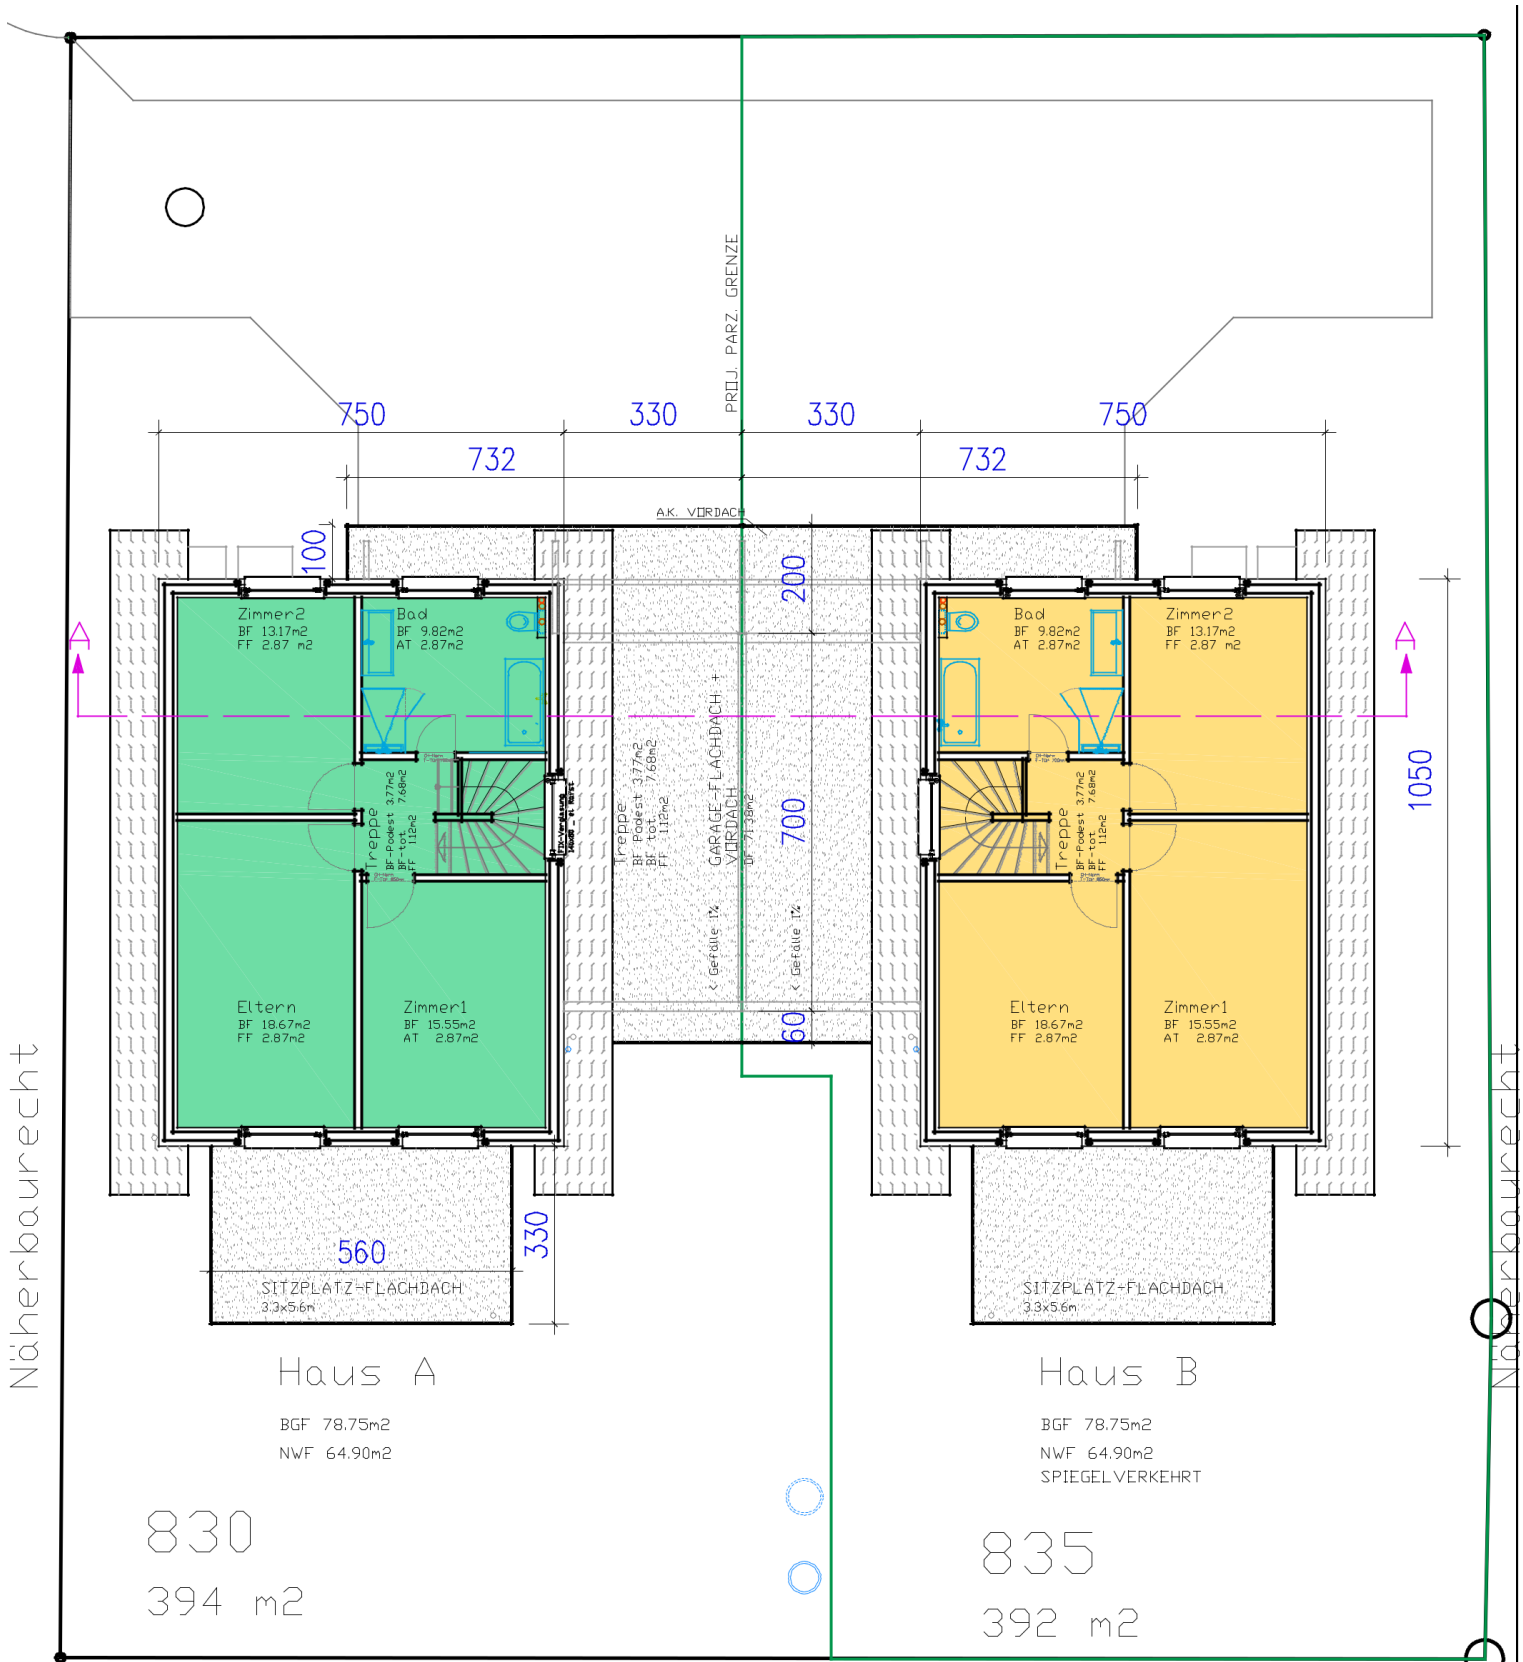 PROJ. PARZ. GRENZE
750
330
330
750
732
732
A.K. VORDACH
100
200
Zimmer2
BF 13.17m2
FF 2.87 m2
Bad
BF 9.82m2
AT 2.87m2
Bad
BF 9.82m2
AT 2.87m2
Zimmer2
BF 13.17m2
FF 2.87 m2
A
A
Treppe
BF-Podest 3.77m2
BF-tot. 7.68m2
FF 1.12m2
FIX-Verglasung
Treppe
BF-Podest 3.77m2
BF-tot. 7.68m2
FF 1.12m2
GARAGE-FLACHDACH +
VORDACH
DF 71.38m2
700
Treppe
BF-Podest 3.77m2
BF-tot. 7.68m2
FF 1.12m2
1050
< Gefälle 1%
< Gefälle 1%
60
Eltern
BF 18.67m2
FF 2.87m2
Zimmer1
BF 15.55m2
AT 2.87m2
Eltern
BF 18.67m2
FF 2.87m2
Zimmer1
BF 15.55m2
AT 2.87m2
Näherbaurecht
Näherbaurecht
560
330
SITZPLATZ-FLACHDACH
3.3x5.6m
SITZPLATZ-FLACHDACH
3.3x5.6m
Haus A
BGF 78.75m2
NWF 64.90m2
Haus B
BGF 78.75m2
NWF 64.90m2
SPIEGELVERKEHRT
830
394 m2
835
392 m2